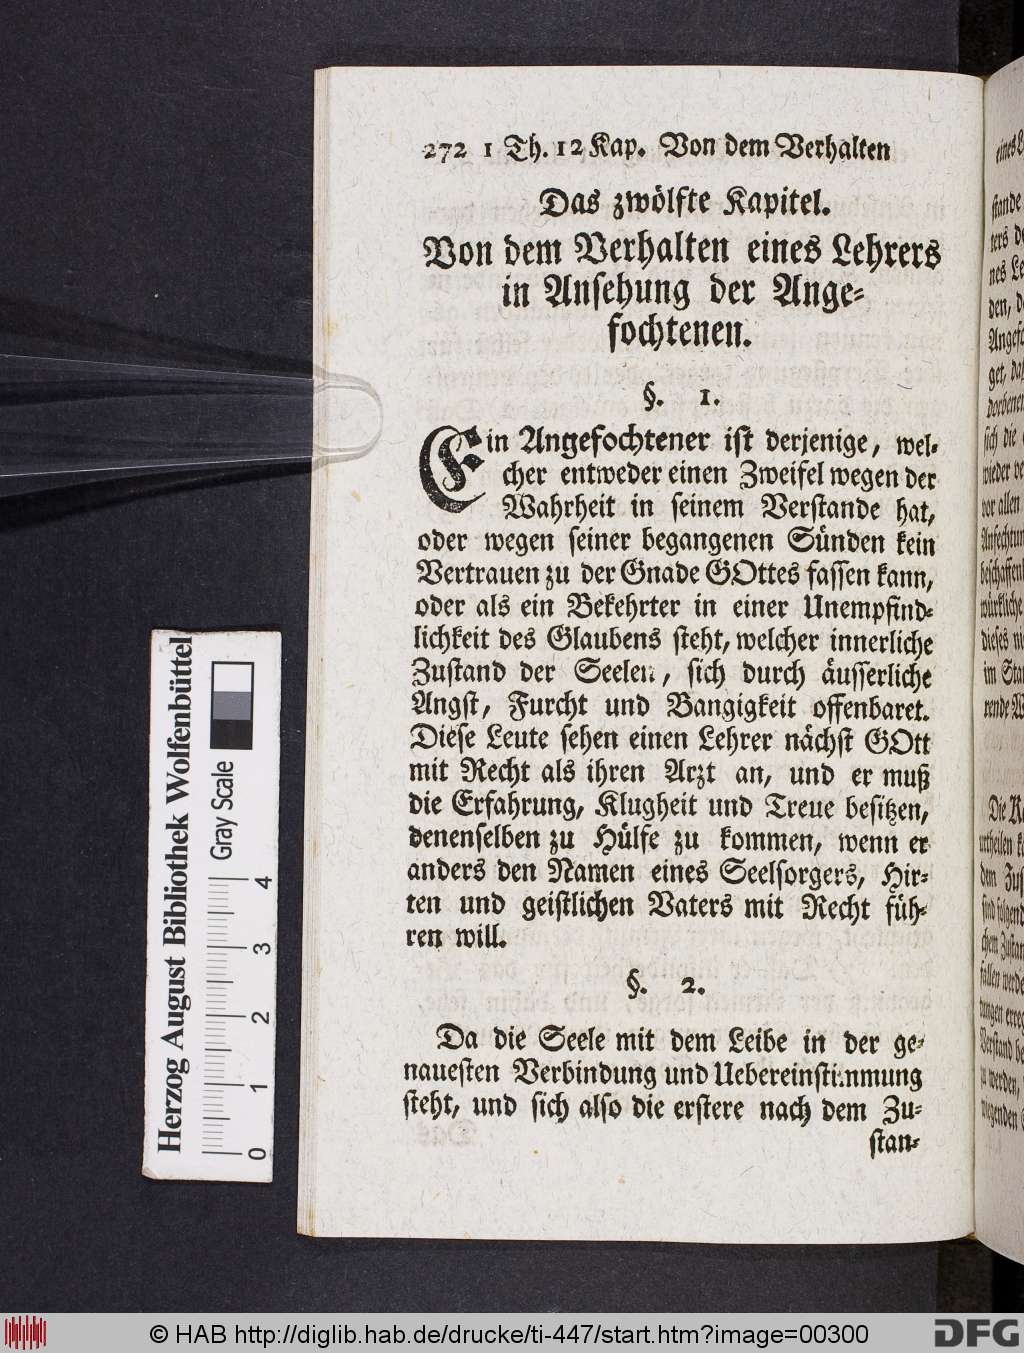 272 1 Th. 12 Kap. Von dem Verhalten
Das zwölfte Kapitel.
Von dem Verhalten eines Lehrers
in Ansehung der Ange-
fochtenen.
§. 1.
Ein Angefochtener ist derjenige, wel-
cher entweder einen Zweifel wegen der
Wahrheit in seinem Verstande hat,
oder wegen seiner begangenen Sünden kein
Vertrauen zu der Gnade GOttes fassen kann,
oder als ein Bekehrter in einer Unempfind-
lichkeit des Glaubens steht, welcher innerliche
Zustand der Seelen, sich durch äusserliche
Angst, Furcht und Bangigkeit offenbaret.
Diese Leute sehen einen Lehrer nächst GOtt
mit Recht als ihren Arzt an, und er muß
die Erfahrung, Klugheit und Treue besitzen,
denenselben zu Hülfe zu kommen, wenn er
anders den Namen eines Seelsorgers, Hir-
ten und geistlichen Vaters mit Recht füh-
ren will.
§. 2.
Da die Seele mit dem Leibe in der ge-
nauesten Verbindung und Uebereinstimmung
steht, und sich also die erstere nach dem Zu-
stan-
Herzog August Bibliothek Wolfenbüttel
Gray Scale
0 1 2 3 4
© HAB http://diglib.hab.de/drucke/ti-447/start.htm?image=00300
DFG